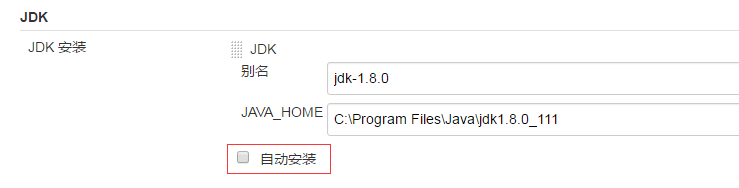 JDK
JDK 安装
JDK
别名
jdk-1.8.0
JAVA_HOME
C:\Program Files\Java\jdk1.8.0_111
自动安装